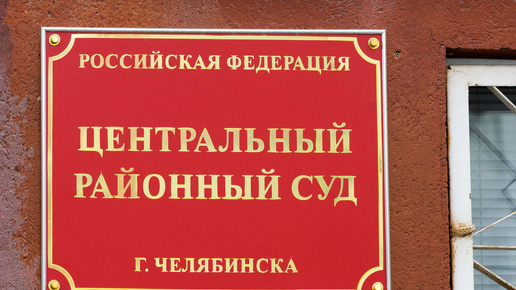 РОССИЙСКАЯ ФЕДЕРАЦИЯ
ЦЕНТРАЛЬНЫЙ
РАЙОННЫЙ СУД
Г. ЧЕЛЯБИНСКА